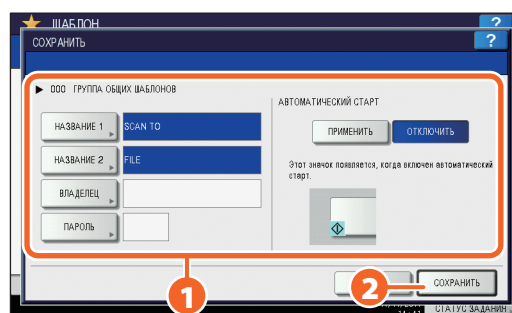 ШАБЛОН
?
СОХРАНИТЬ
?
▶ 000 ГРУППА ОБЩИХ ШАБЛОНОВ
АВТОМАТИЧЕСКИЙ СТАРТ
НАЗВАНИЕ 1
SCAN TO
ПРИМЕНИТЬ
ОТКЛЮЧИТЬ
НАЗВАНИЕ 2
FILE
Этот значок появляется, когда включен автоматический
старт.
ВЛАДЕЛЕЦ
ПАРОЛЬ
1
2
СОХРАНИТЬ
СТАТУС ЗАДАНИЯ